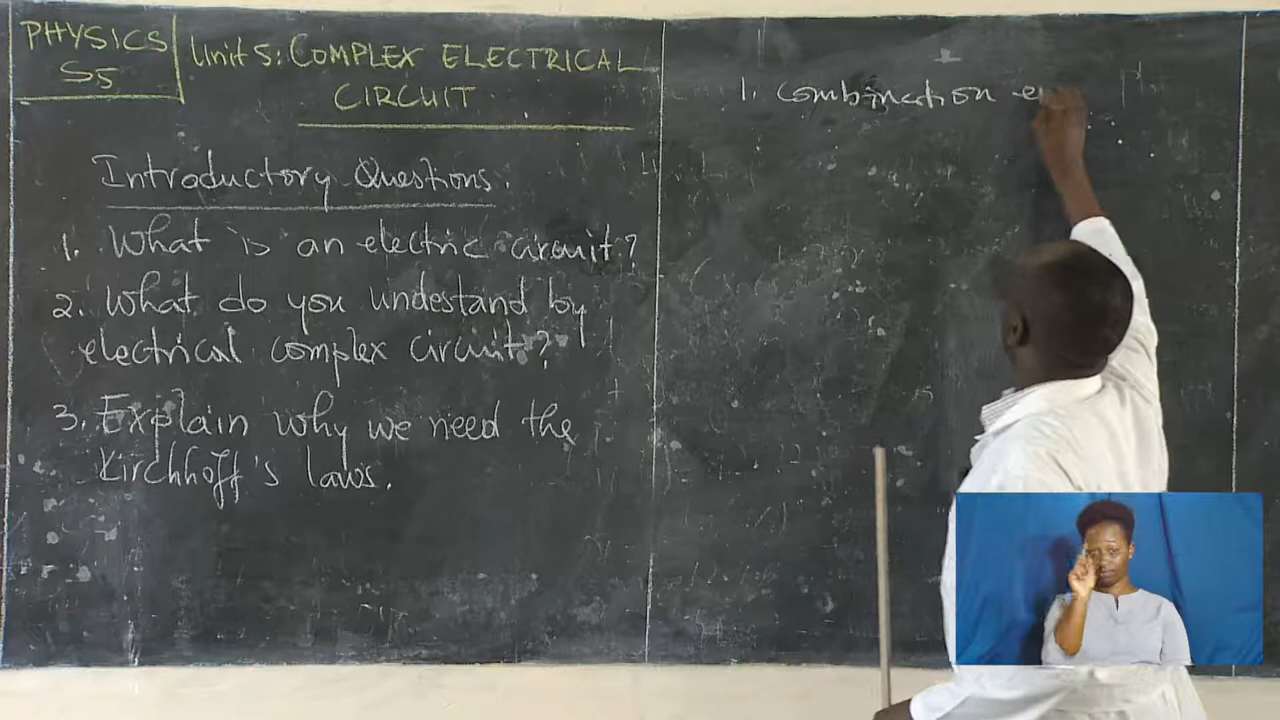 PHYSICS
S5
Unit 5: COMPLEX ELECTRICAL
CIRCUIT
Introductory Questions.
1. What is an electric circuit?
2. What do you undestand by
electrical complex circuit?
3. Explain why we need the
Kirchhoff's laws.
1. combination